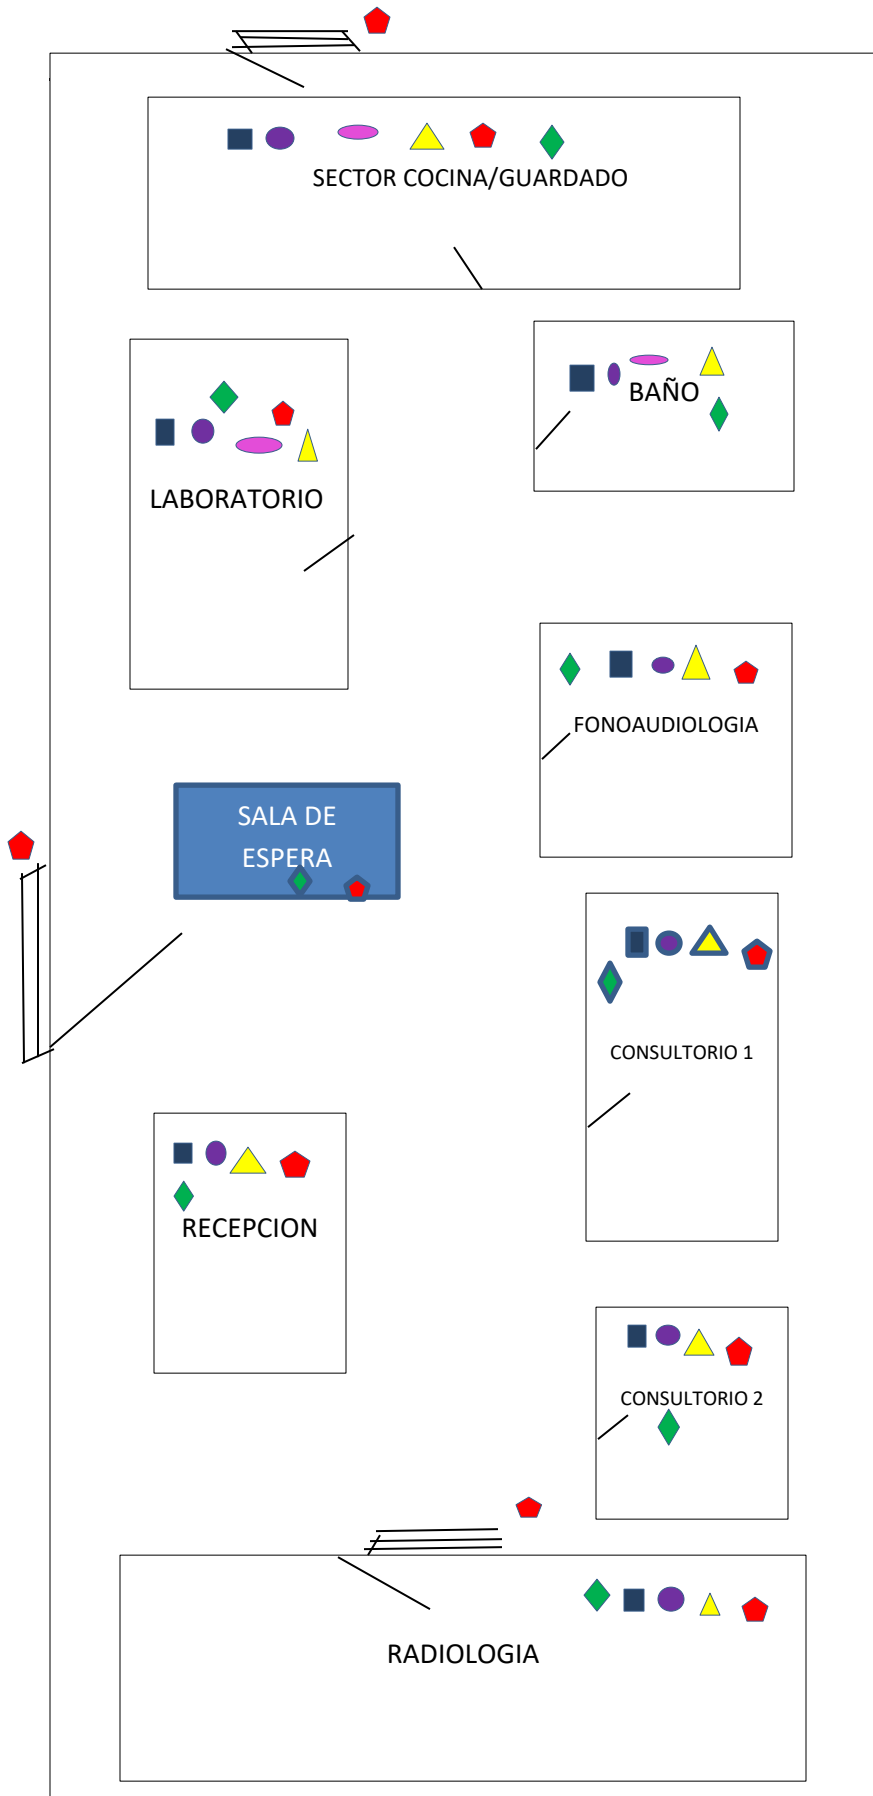 SECTOR COCINA/GUARDADO
BAÑO
LABORATORIO
FONOAUDIOLOGIA
SALA DE
ESPERA
CONSULTORIO 1
RECEPCION
CONSULTORIO 2
RADIOLOGIA